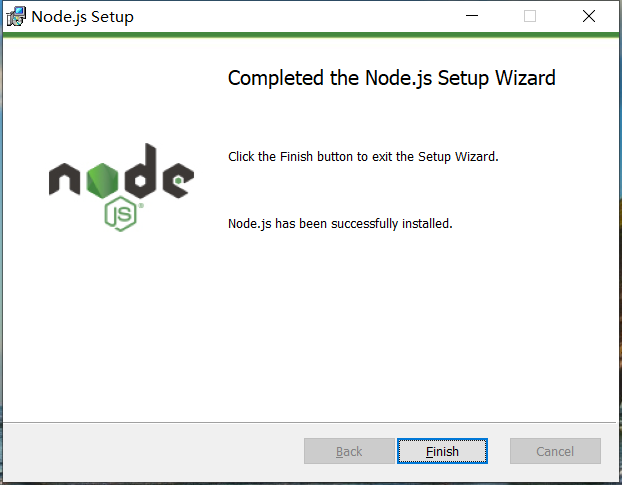 Node.js Setup
Completed the Node.js Setup Wizard
Click the Finish button to exit the Setup Wizard.
node
JS®
Node.js has been successfully installed.
Back
Finish
Cancel